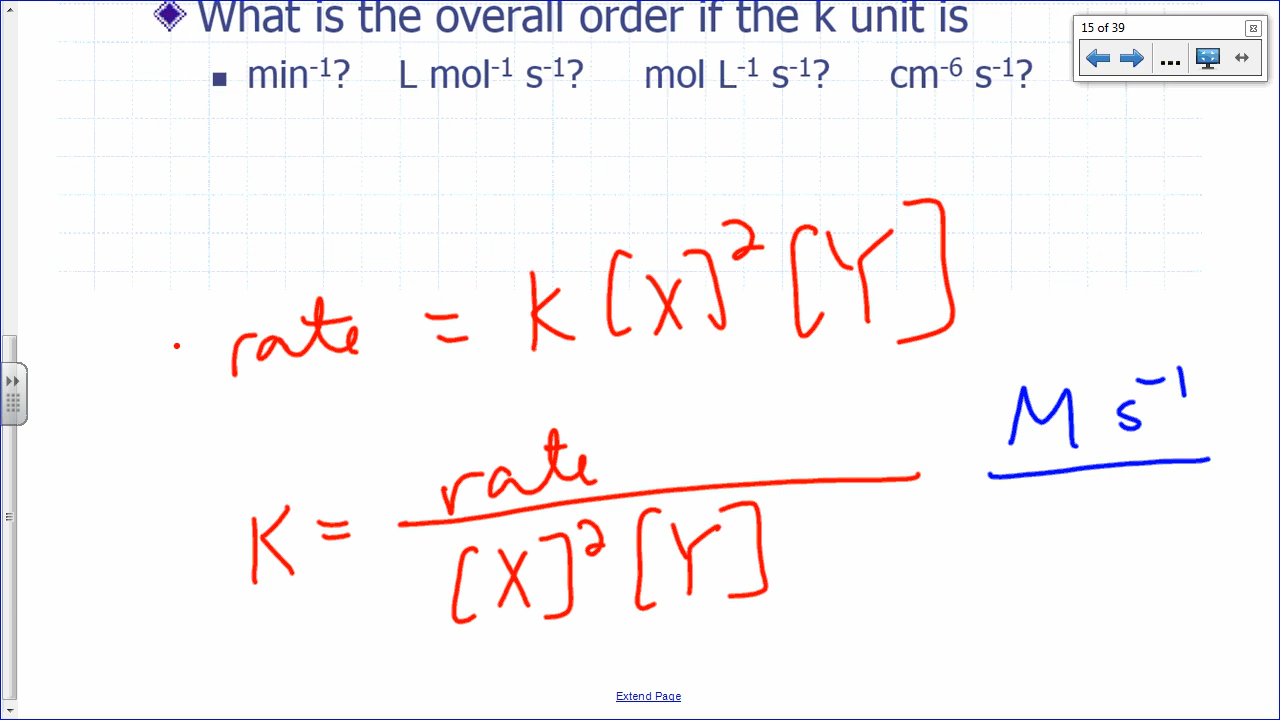 What is the overall order if the k unit is
15 of 39
min⁻¹? L mol⁻¹ s⁻¹? mol L⁻¹ s⁻¹? cm⁻⁶ s⁻¹?
rate = K [X]² [Y]
M s⁻¹
K = rate
[X]² [Y]
Extend Page